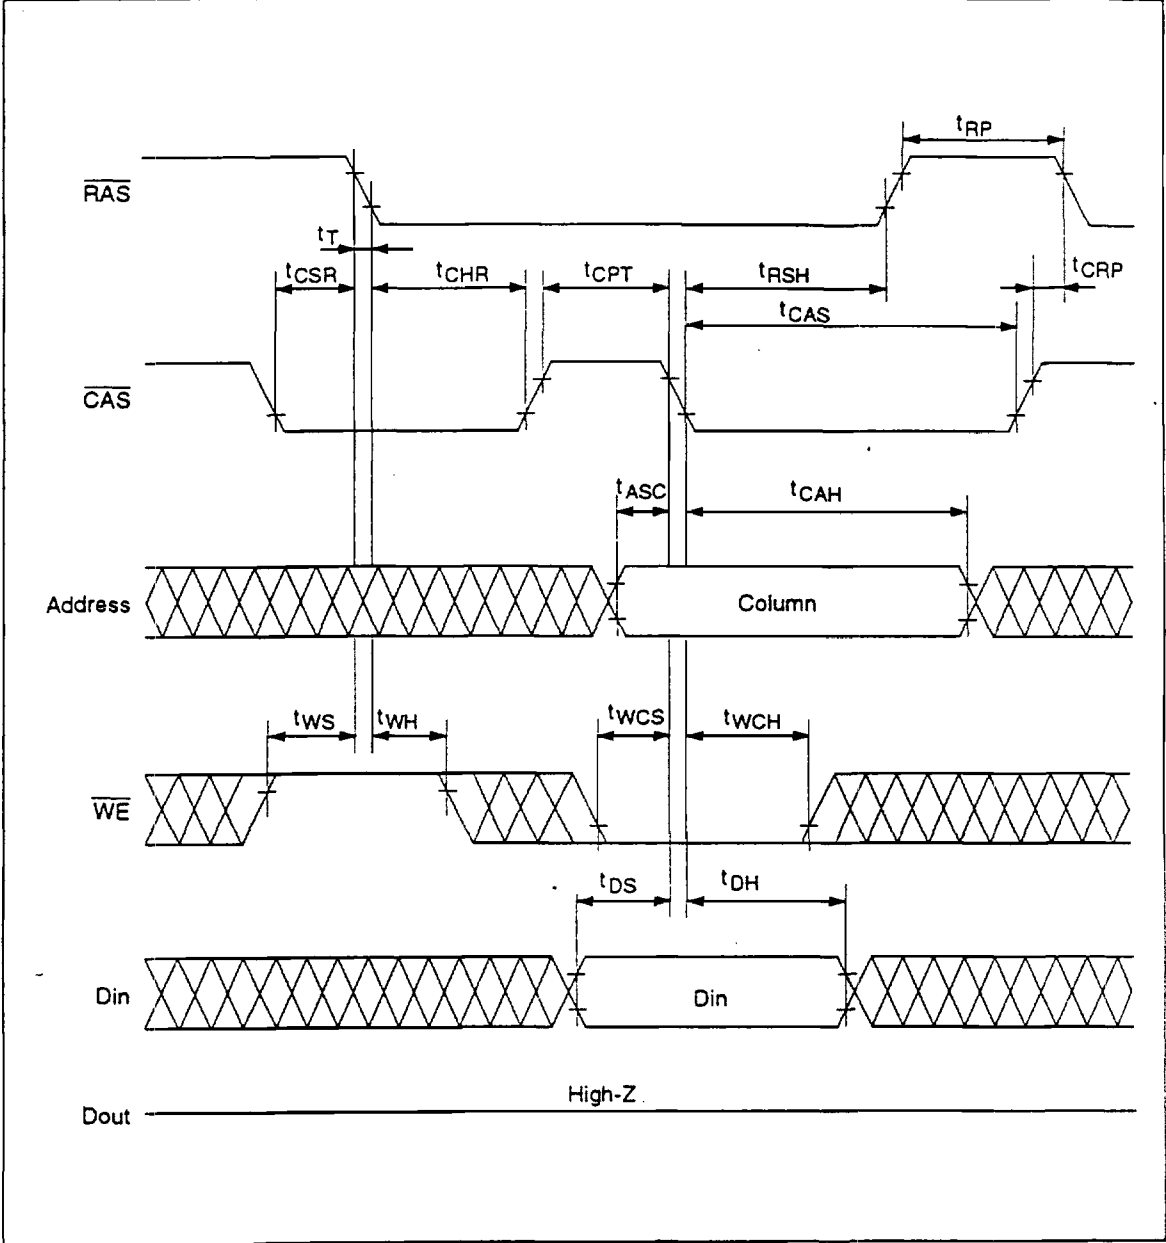 tRP
RAS
tT
tCSR tCHR tCPT tRSH tCRP
tCAS
CAS
tASC tCAH
Address Column
tWS tWH tWCS tWCH
WE
tDS tDH
Din Din
High-Z
Dout